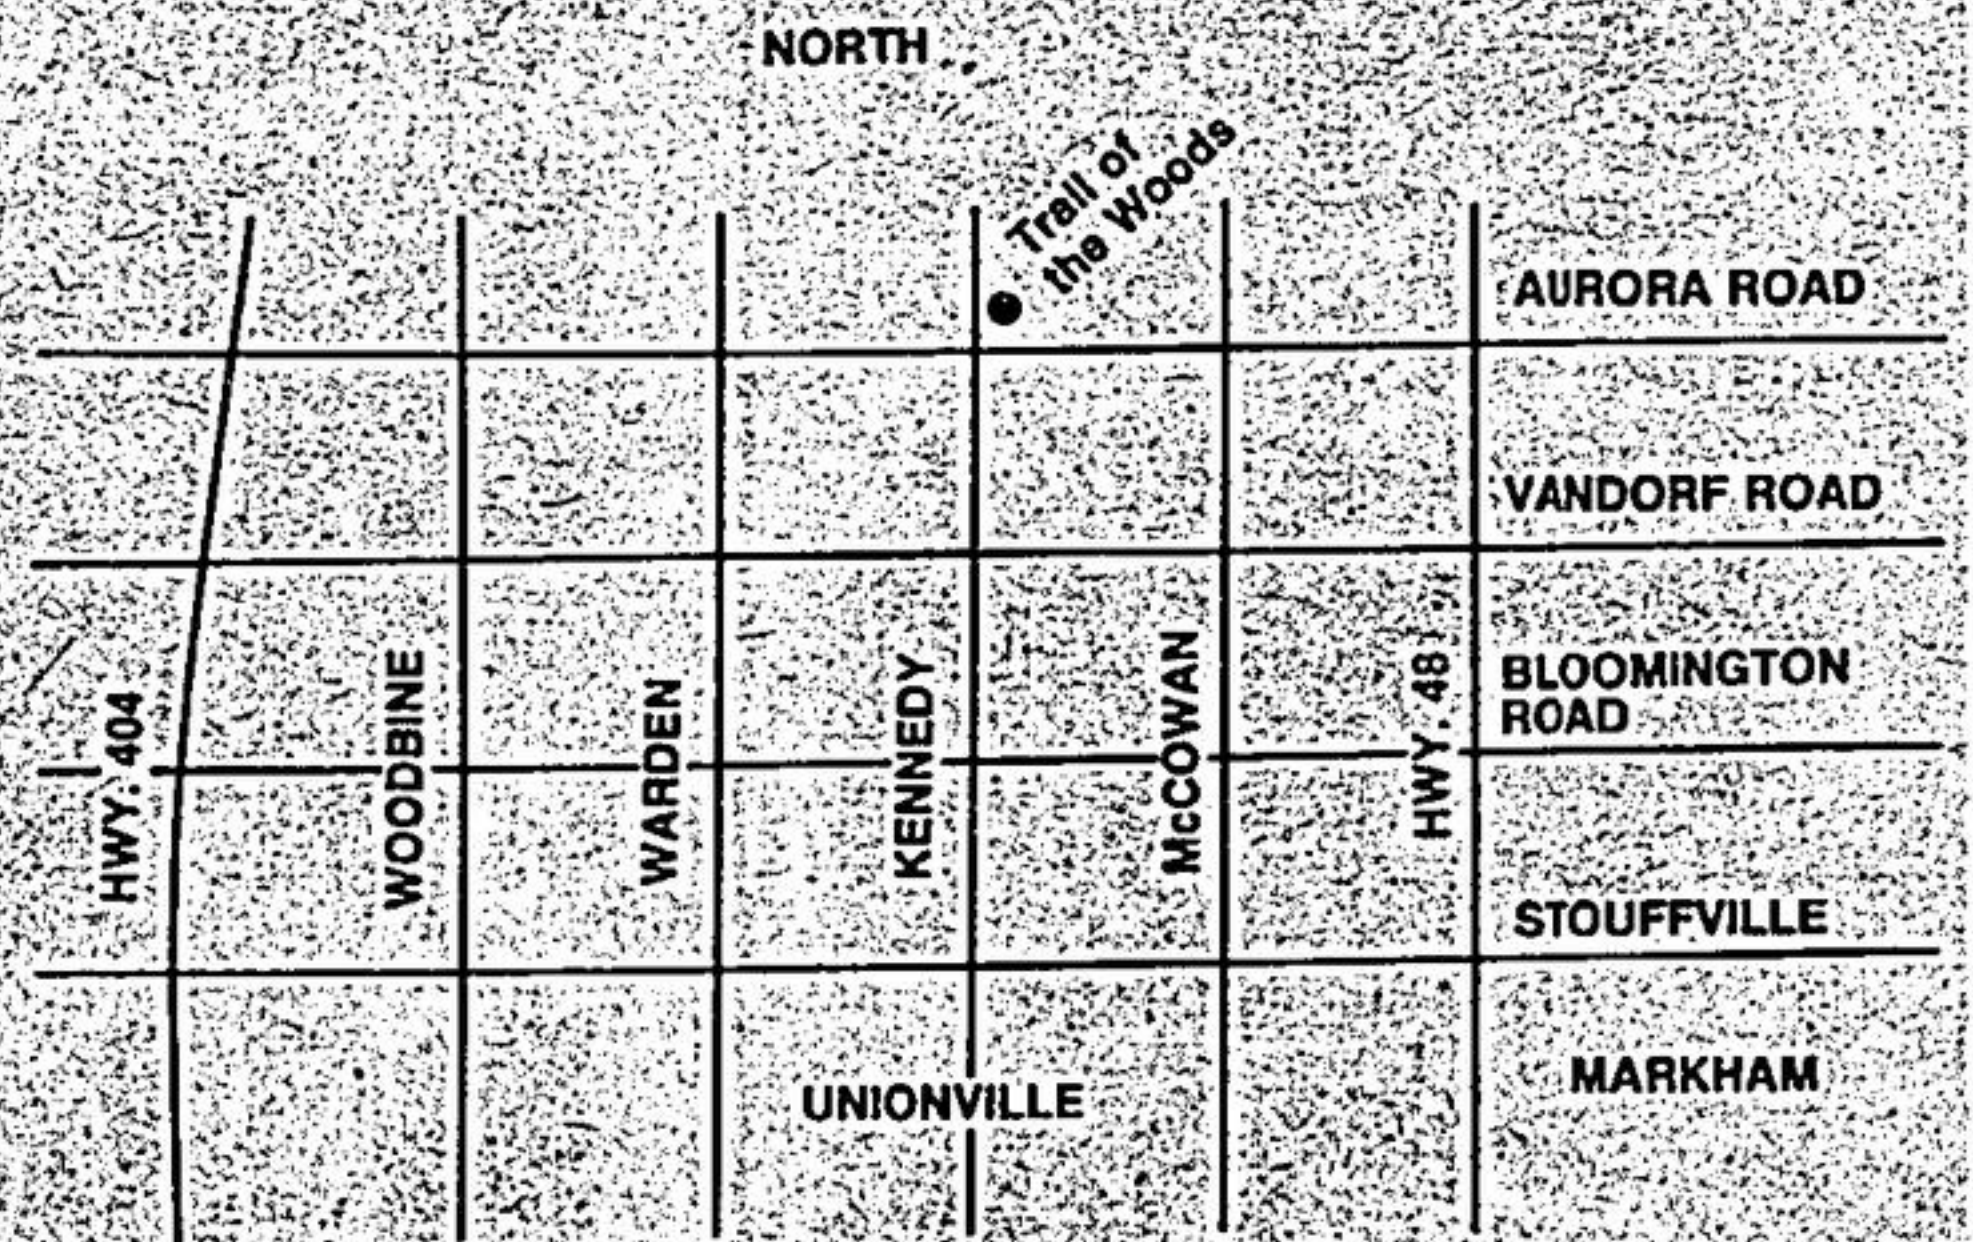 NORTH
Trail of
the Woods
AURORA ROAD
VANDORF ROAD
BLOOMINGTON
ROAD
HWY. 404
WOODBINE
WARDEN
KENNEDY
McCOWAN
HWY. 48
STOUFFVILLE
UNIONVILLE
MARKHAM